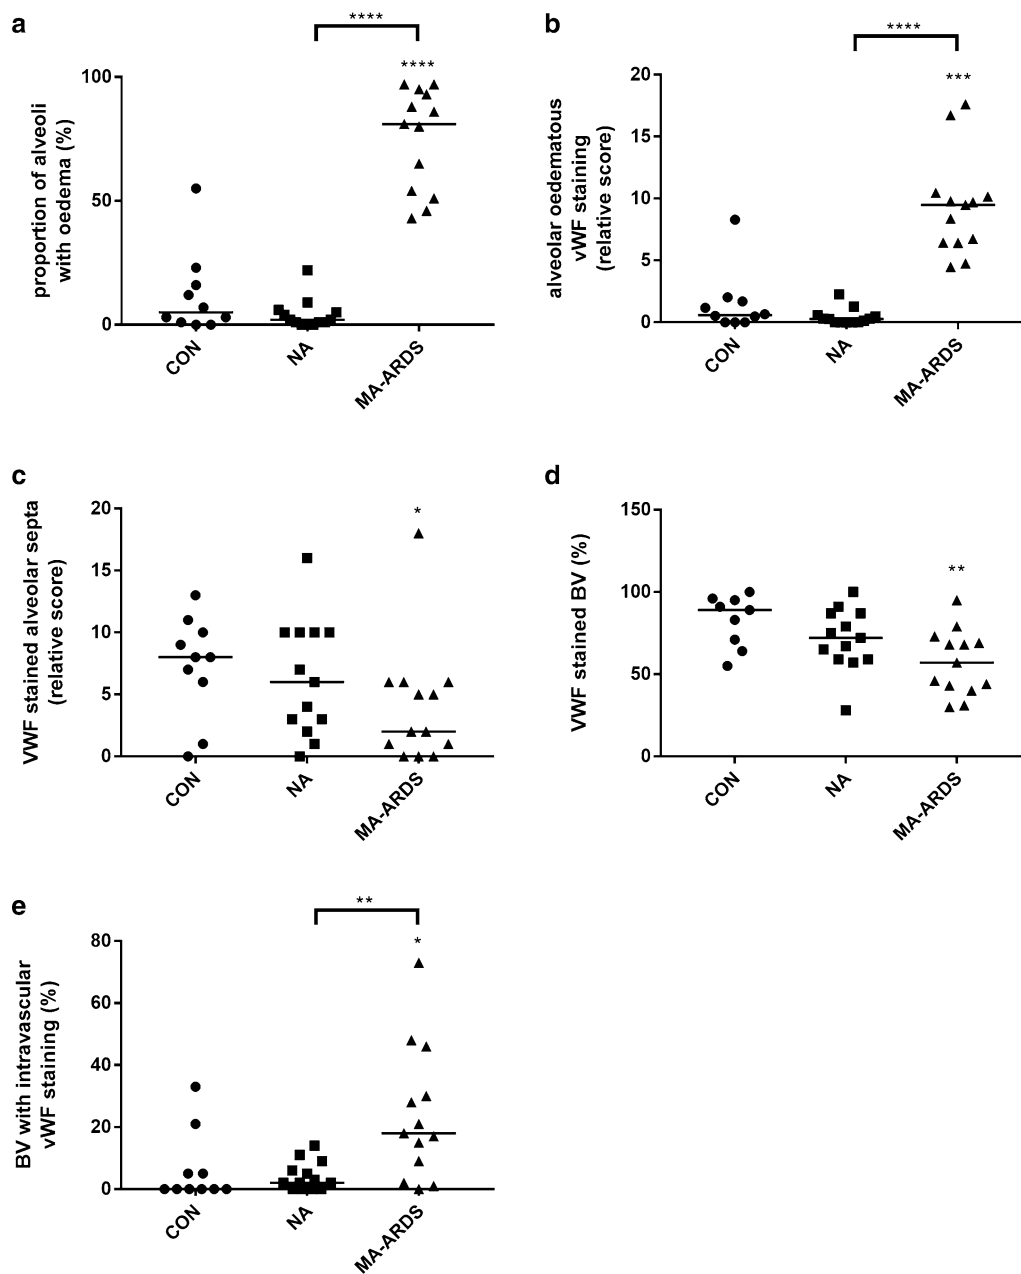 a
****
****
proportion of alveoli
with oedema (%)
100
50
0
CON
NA
MA-ARDS
b
****
***
alveolar oedematous
vWF staining
(relative score)
20
15
10
5
0
CON
NA
MA-ARDS
c
*
VWF stained alveolar septa
(relative score)
20
15
10
5
0
CON
NA
MA-ARDS
d
**
VWF stained BV (%)
150
100
50
0
CON
NA
MA-ARDS
e
**
*
BV with intravascular
vWF staining (%)
80
60
40
20
0
CON
NA
MA-ARDS